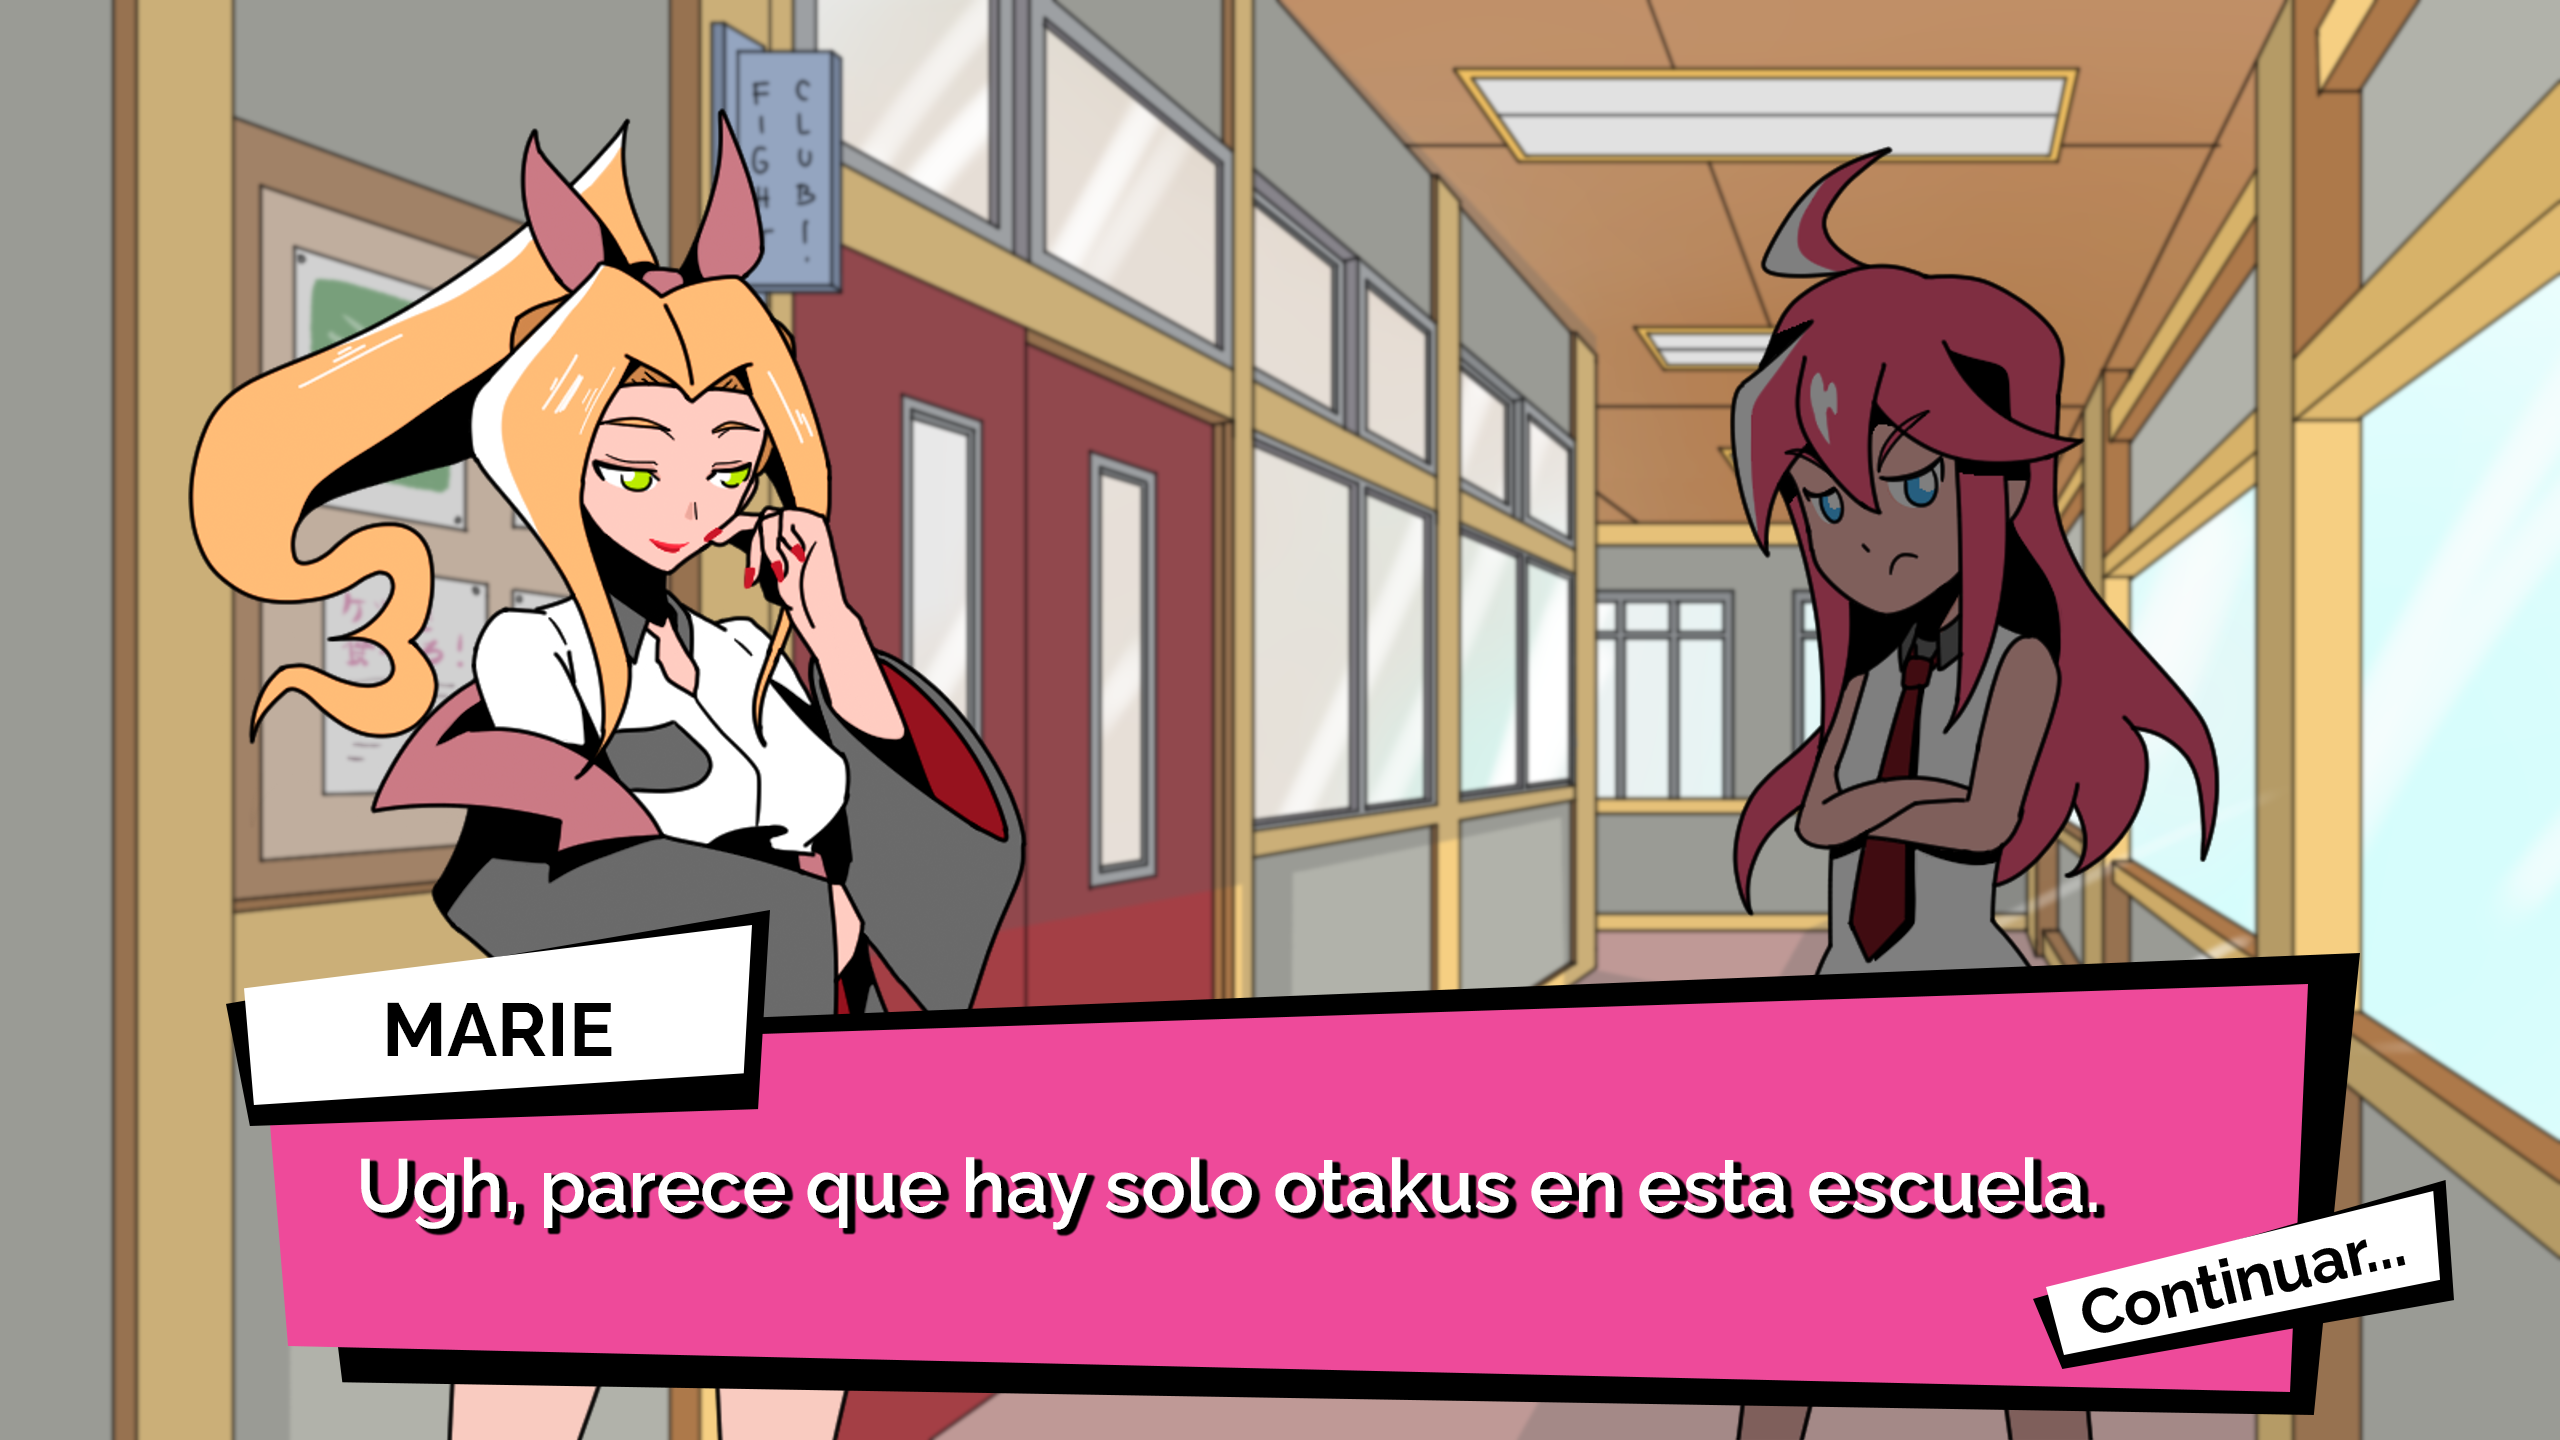 FIGHT CLUB!
MARIE
Ugh, parece que hay solo otakus en esta escuela.
Continuar...